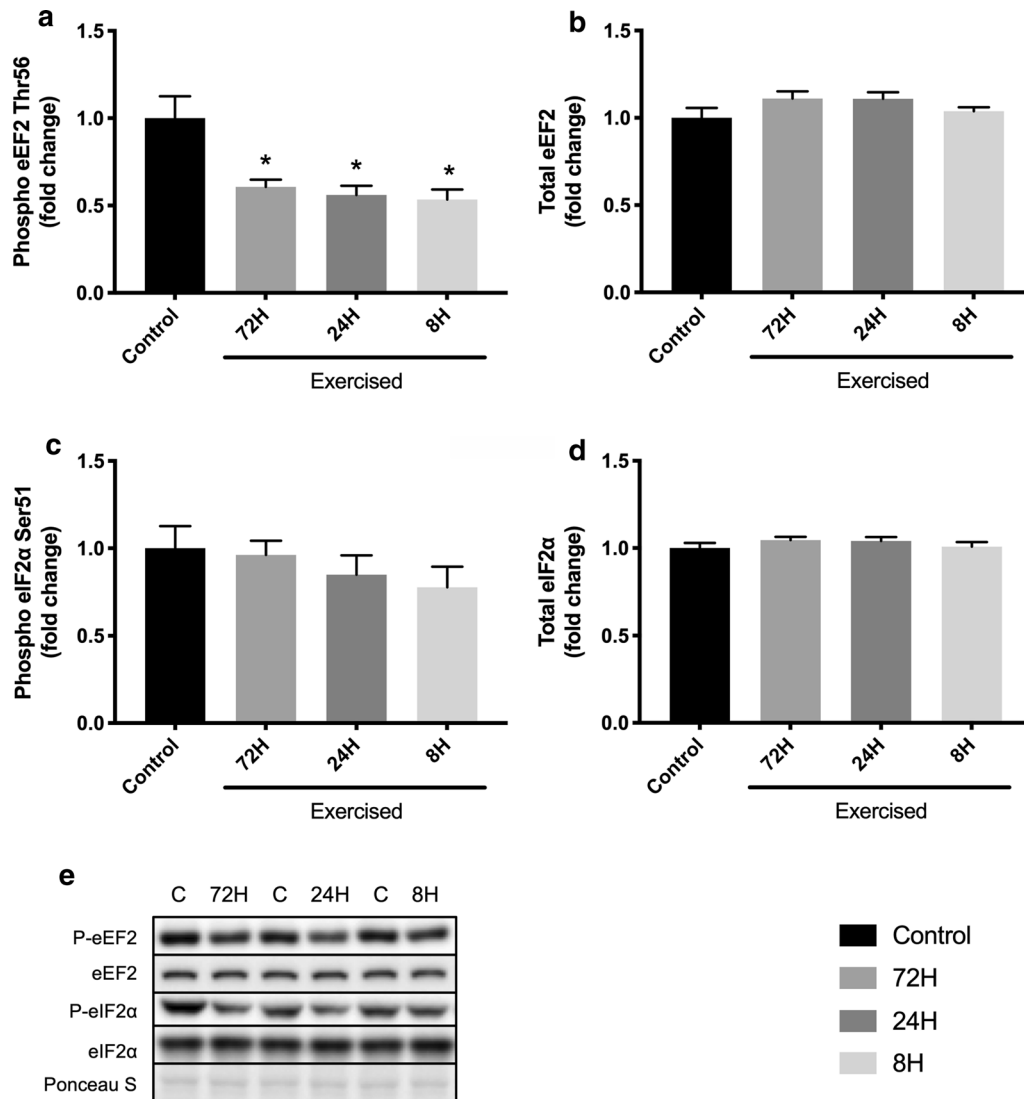 a
Phospho eEF2 Thr56
(fold change)
1.5
1.0
0.5
0.0
*
*
*
Control
72H
24H
8H
Exercised
b
Total eEF2
(fold change)
1.5
1.0
0.5
0.0
Control
72H
24H
8H
Exercised
c
Phospho eIF2α Ser51
(fold change)
1.5
1.0
0.5
0.0
Control
72H
24H
8H
Exercised
d
Total eIF2α
(fold change)
1.5
1.0
0.5
0.0
Control
72H
24H
8H
Exercised
e
C 72H C 24H C 8H
P-eEF2
eEF2
P-eIF2α
eIF2α
Ponceau S
Control
72H
24H
8H